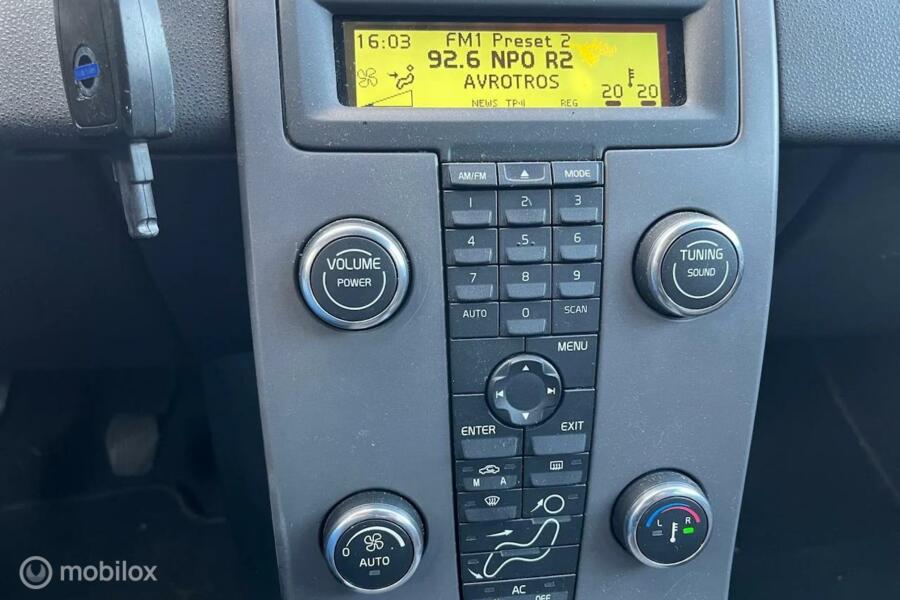 16:03 FM1 Preset 2
92.6 NPO R2
AVROTROS
20 20
NEWS TP REG
AM/FM MODE
1 2 3
4 5 6
7 8 9
AUTO 0 SCAN
VOLUME
POWER
TUNING
SOUND
MENU
ENTER EXIT
M A
0
AUTO
L R
AC
OFF
mobilox